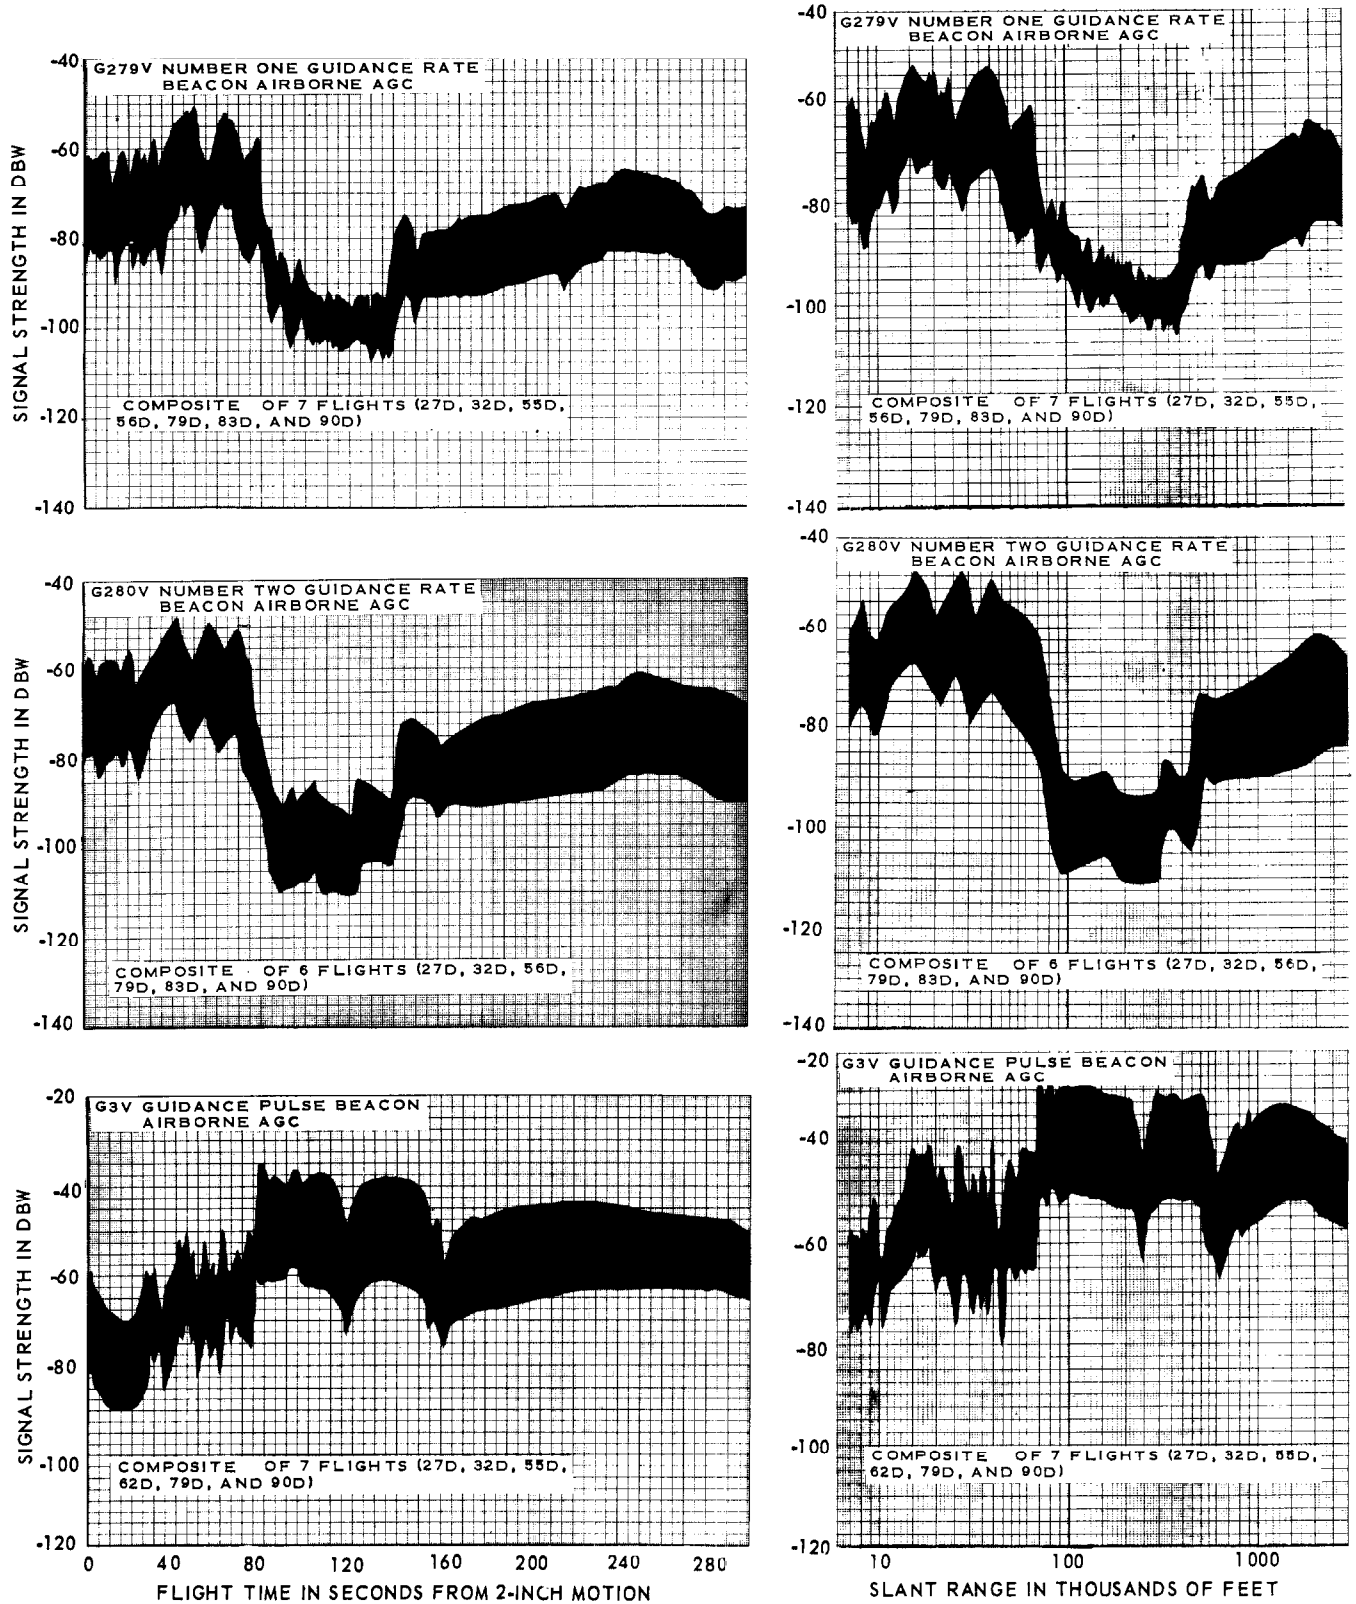 G279V NUMBER ONE GUIDANCE RATE
BEACON AIRBORNE AGC
-40
-60
-80
-100
-120
-140
SIGNAL STRENGTH IN DBW
COMPOSITE OF 7 FLIGHTS (27D, 32D, 55D,
56D, 79D, 83D, AND 90D)
G279V NUMBER ONE GUIDANCE RATE
BEACON AIRBORNE AGC
-40
-60
-80
-100
-120
-140
COMPOSITE OF 7 FLIGHTS (27D, 32D, 55D,
56D, 79D, 83D, AND 90D)
G280V NUMBER TWO GUIDANCE RATE
BEACON AIRBORNE AGC
-40
-60
-80
-100
-120
-140
SIGNAL STRENGTH IN DBW
COMPOSITE OF 6 FLIGHTS (27D, 32D, 56D,
79D, 83D, AND 90D)
G280V NUMBER TWO GUIDANCE RATE
BEACON AIRBORNE AGC
-40
-60
-80
-100
-120
-140
COMPOSITE OF 6 FLIGHTS (27D, 32D, 56D,
79D, 83D, AND 90D)
G3V GUIDANCE PULSE BEACON
AIRBORNE AGC
-20
-40
-60
-80
-100
-120
SIGNAL STRENGTH IN DBW
COMPOSITE OF 7 FLIGHTS (27D, 32D, 55D,
62D, 79D, AND 90D)
0 40 80 120 160 200 240 280
FLIGHT TIME IN SECONDS FROM 2-INCH MOTION
G3V GUIDANCE PULSE BEACON
AIRBORNE AGC
-20
-40
-60
-80
-100
-120
COMPOSITE OF 7 FLIGHTS (27D, 32D, 55D,
62D, 79D, AND 90D)
10 100 1000
SLANT RANGE IN THOUSANDS OF FEET